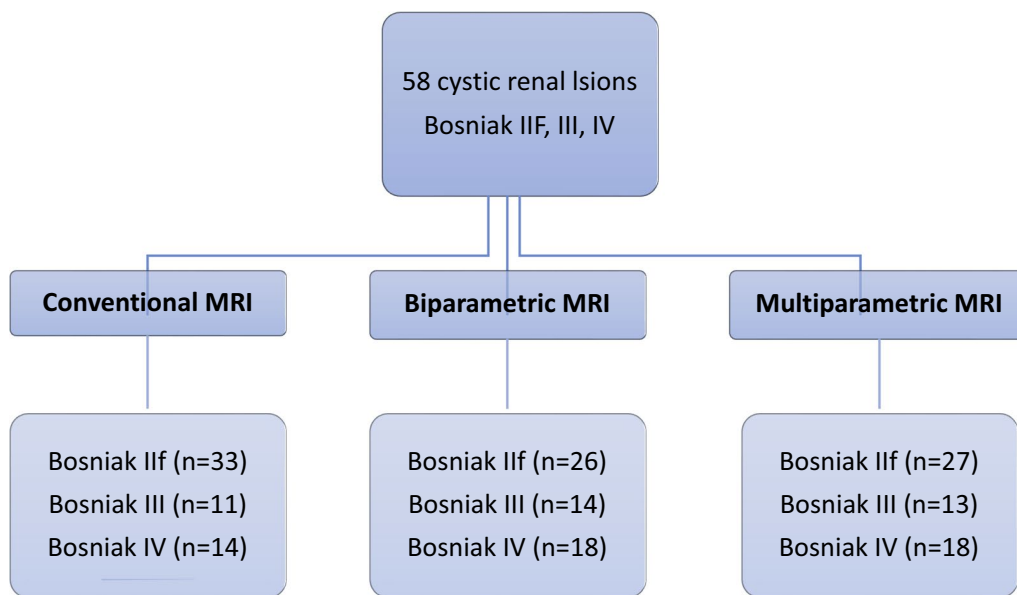 58 cystic renal lsions
Bosniak IIF, III, IV
Conventional MRI
Biparametric MRI
Multiparametric MRI
Bosniak IIf (n=33)
Bosniak III (n=11)
Bosniak IV (n=14)
Bosniak IIf (n=26)
Bosniak III (n=14)
Bosniak IV (n=18)
Bosniak IIf (n=27)
Bosniak III (n=13)
Bosniak IV (n=18)